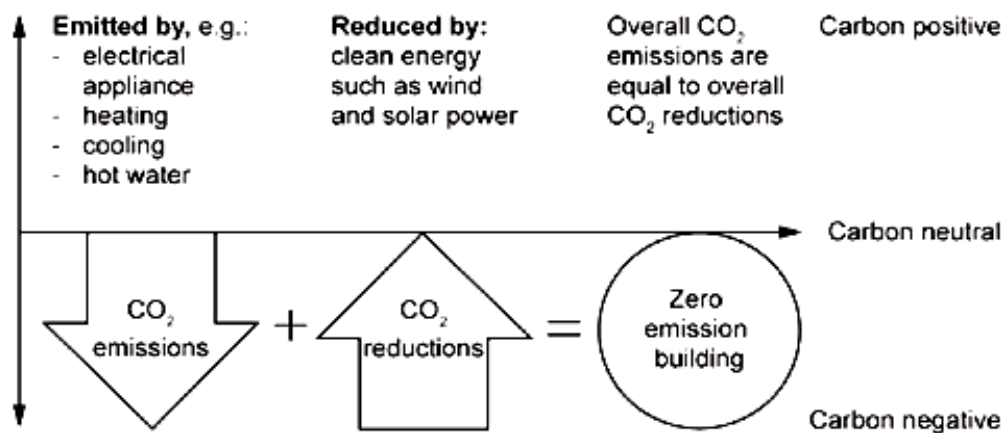 Emitted by, e.g.:
- electrical
appliance
- heating
- cooling
- hot water
Reduced by:
clean energy
such as wind
and solar power
Overall CO₂
emissions are
equal to overall
CO₂ reductions
Carbon positive
Carbon neutral
CO₂
emissions
+
CO₂
reductions
=
Zero
emission
building
Carbon negative